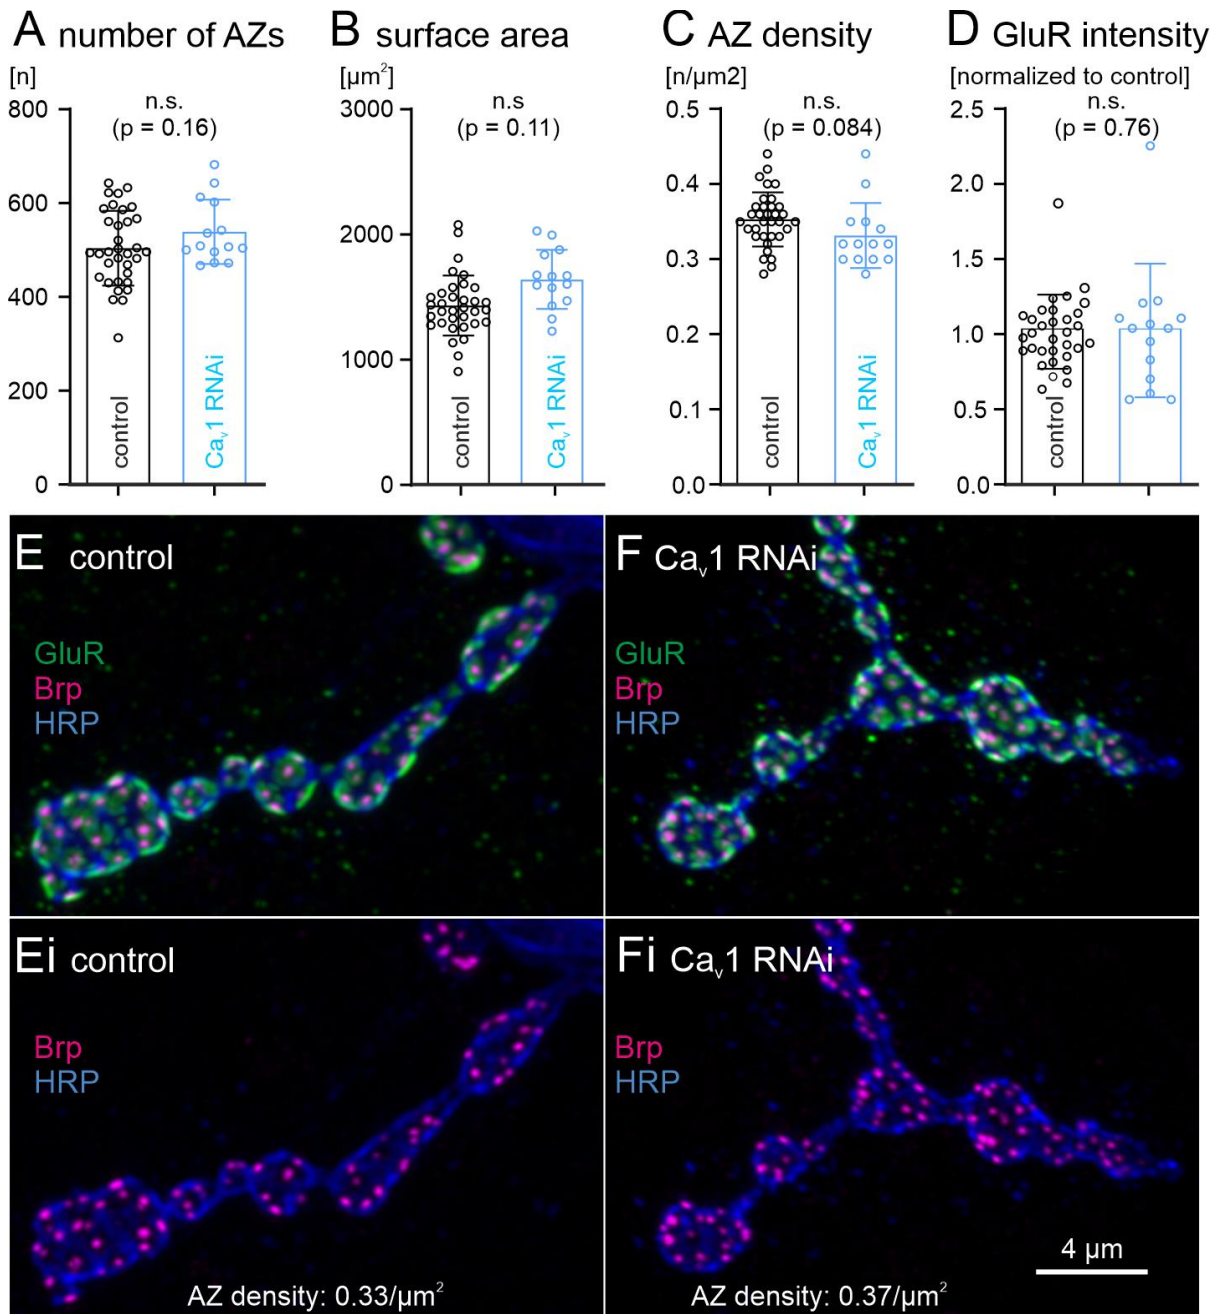 A number of AZs
[n]
n.s.
(p = 0.16)
800
600
400
200
0
control
Caᵥ1 RNAi
B surface area
[µm²]
n.s
(p = 0.11)
3000
2000
1000
0
control
Caᵥ1 RNAi
C AZ density
[n/µm2]
n.s.
(p = 0.084)
0.5
0.4
0.3
0.2
0.1
0.0
control
Caᵥ1 RNAi
D GluR intensity
[normalized to control]
n.s.
(p = 0.76)
2.5
2.0
1.5
1.0
0.5
0.0
control
Caᵥ1 RNAi
E control
GluR
Brp
HRP
F Caᵥ1 RNAi
GluR
Brp
HRP
Ei control
Brp
HRP
AZ density: 0.33/µm²
Fi Caᵥ1 RNAi
Brp
HRP
4 µm
AZ density: 0.37/µm²